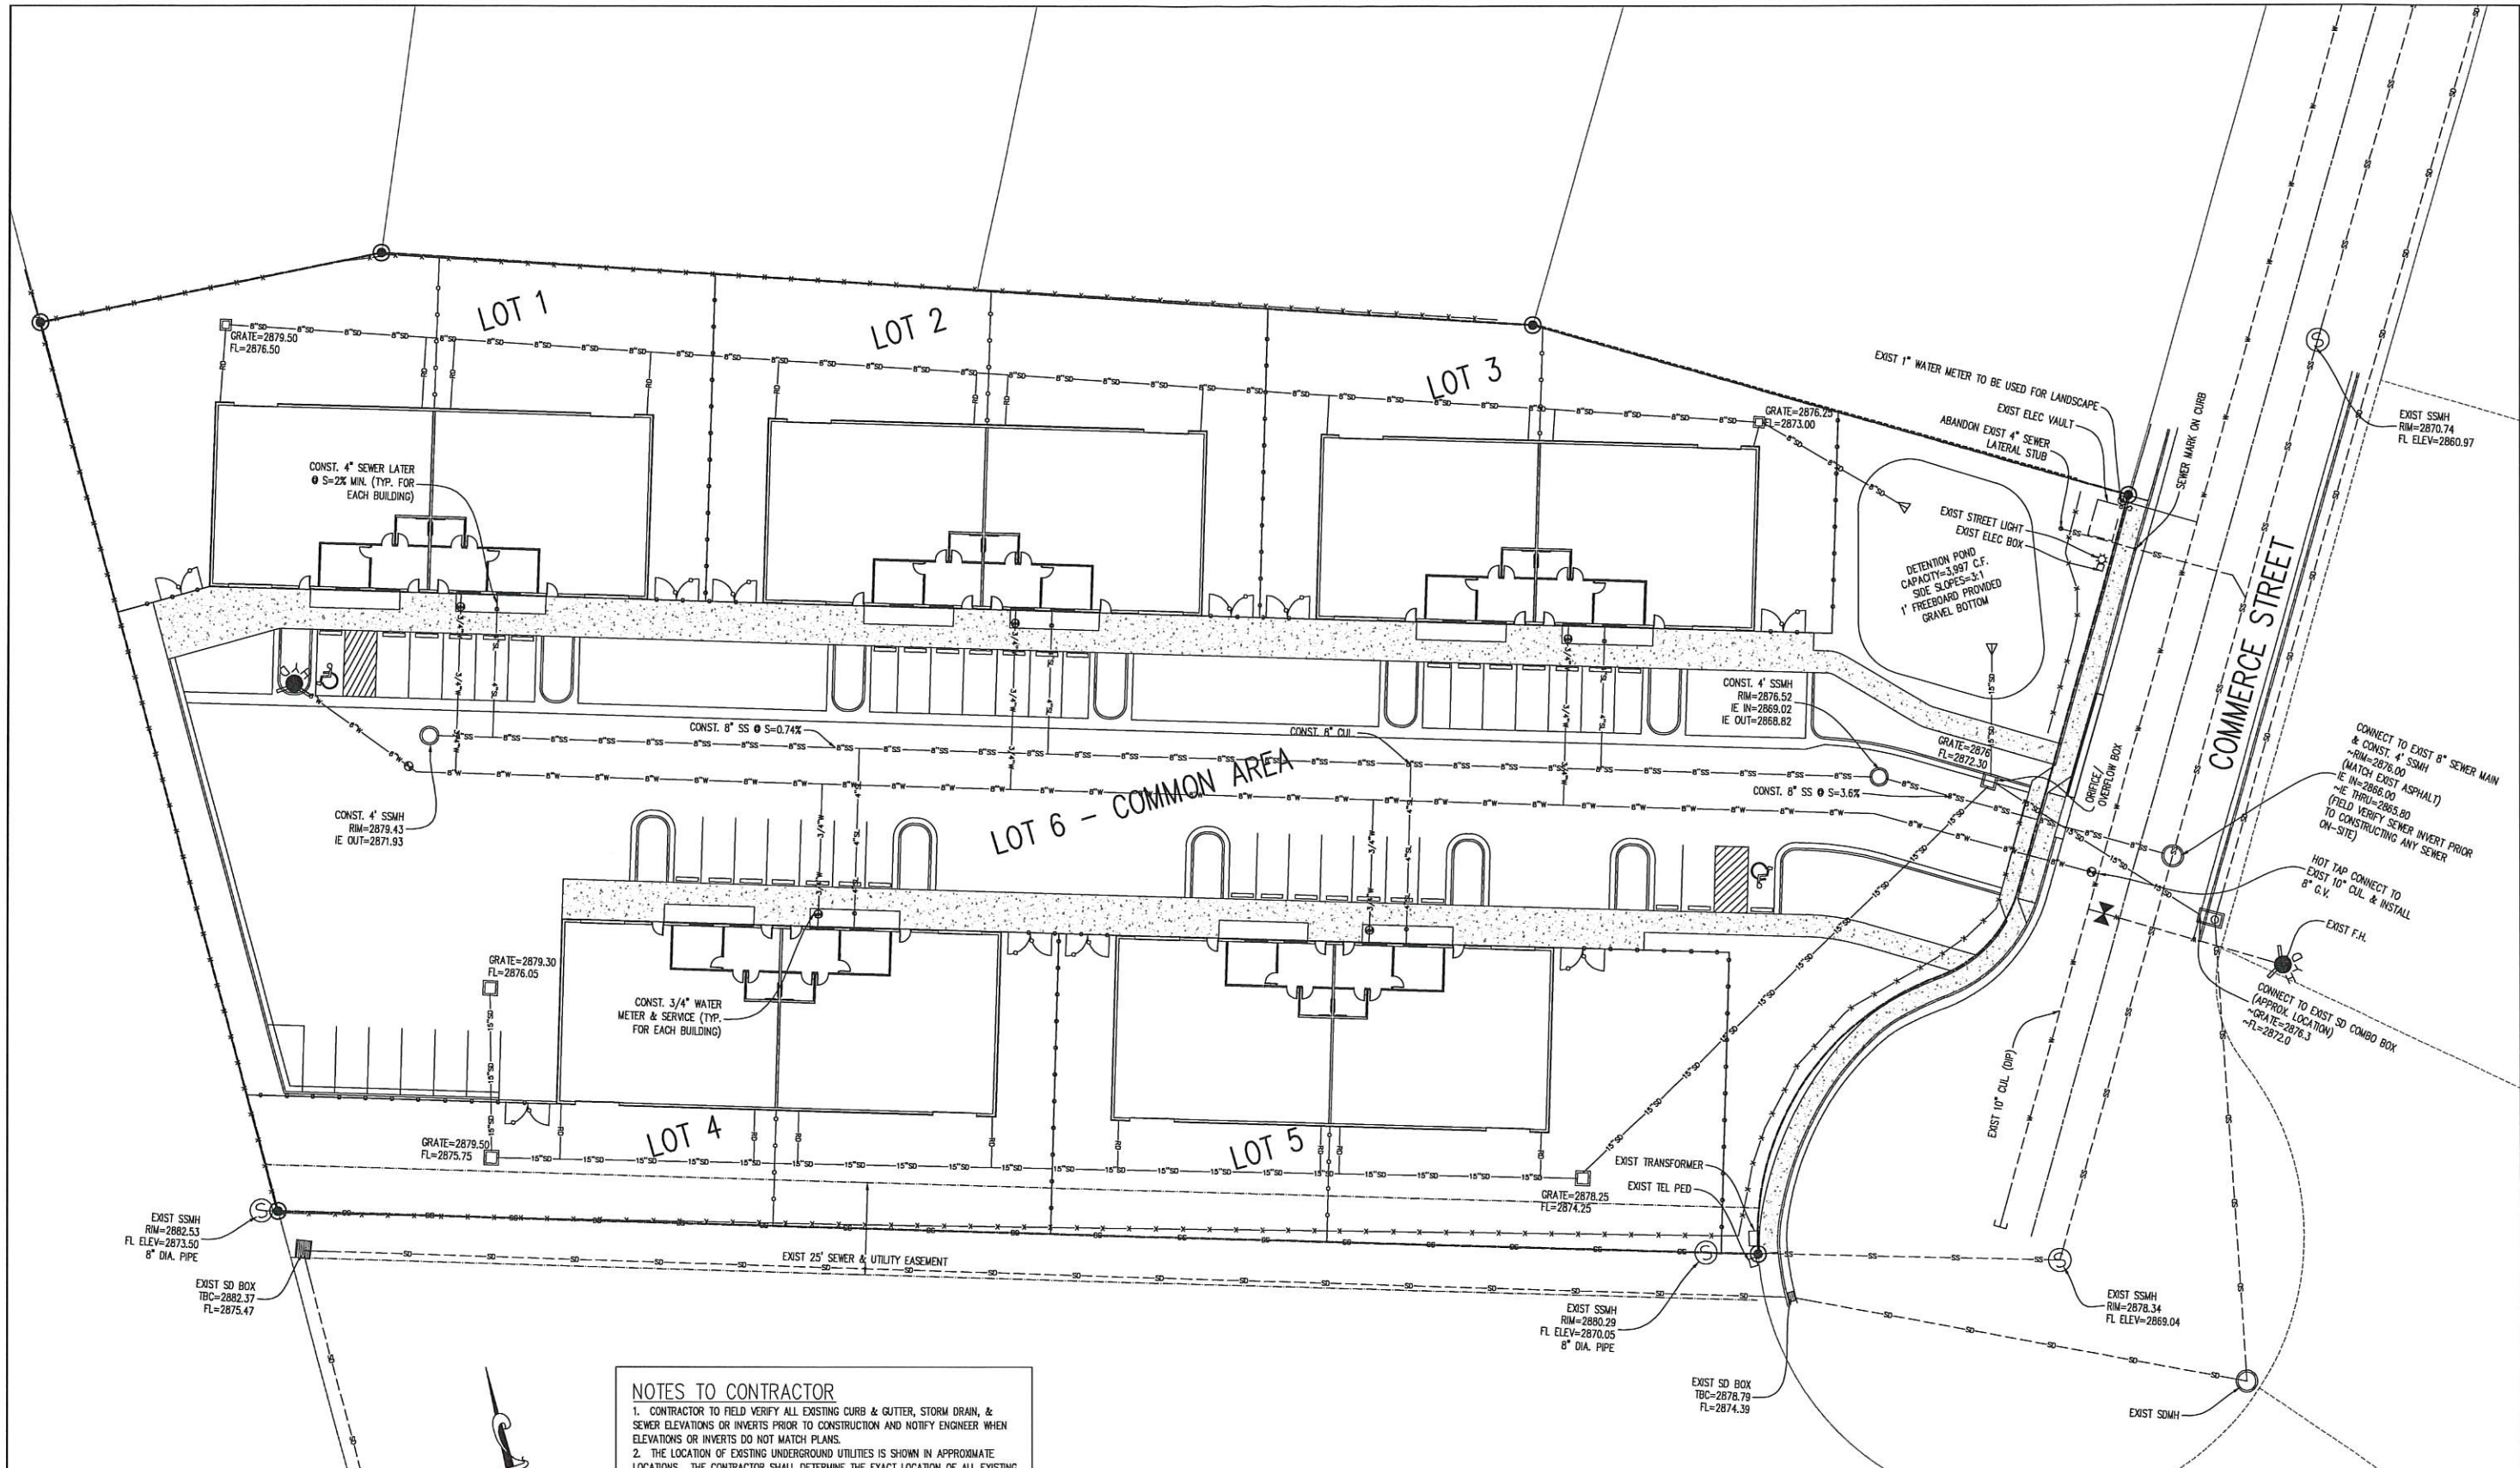 LOT 1
LOT 2
LOT 3
GRATE=2879.50
FL=2876.50
GRATE=2876.25
FL=2873.00
EXIST 1" WATER METER TO BE USED FOR LANDSCAPE
EXIST ELEC VAULT
ABANDON EXIST 4" SEWER
LATERAL STUB
SEWER MARK ON CURB
EXIST STREET LIGHT
EXIST ELEC BOX
EXIST SSMH
RIM=2870.74
FL ELEV=2860.97
CONST. 4" SEWER LATER
@ S=2% MIN. (TYP. FOR
EACH BUILDING)
DETENTION POND
CAPACITY=3,997 C.F.
SIDE SLOPES=3:1
1' FREEBOARD PROVIDED
GRAVEL BOTTOM
COMMERCE STREET
CONST. 4' SSMH
RIM=2876.52
IE IN=2869.02
IE OUT=2868.82
CONST. 8" SS @ S=0.74%
CONST. 8" CUL
GRATE=2876
FL=2872.30
CONST. 8" SS @ S=3.6%
ORIFICE/
OVERFLOW BOX
CONNECT TO EXIST 8" SEWER MAIN
& CONST. 4' SSMH
~RIM=2876.00
(MATCH EXIST ASPHALT)
IE IN=2866.00
~IE THRU=2865.80
(FIELD VERIFY SEWER INVERT PRIOR
TO CONSTRUCTING ANY SEWER
ON-SITE)
CONST. 4' SSMH
RIM=2879.43
IE OUT=2871.93
LOT 6 - COMMON AREA
HOT TAP CONNECT TO
EXIST 10" CUL. & INSTALL
8" G.V.
EXIST F.H.
CONNECT TO EXIST SD COMBO BOX
(APPROX. LOCATION)
~GRATE=2876.3
~FL=2872.0
GRATE=2879.30
FL=2876.05
CONST. 3/4" WATER
METER & SERVICE (TYP.
FOR EACH BUILDING)
EXIST 10" CUL (DIP)
GRATE=2879.50
FL=2875.75
LOT 4
LOT 5
EXIST TRANSFORMER
EXIST TEL PED
GRATE=2878.25
FL=2874.25
EXIST SSMH
RIM=2882.53
FL ELEV=2873.50
8" DIA. PIPE
EXIST 25' SEWER & UTILITY EASEMENT
EXIST SD BOX
TBC=2882.37
FL=2875.47
EXIST SSMH
RIM=2880.29
FL ELEV=2870.05
8" DIA. PIPE
EXIST SSMH
RIM=2878.34
FL ELEV=2869.04
EXIST SD BOX
TBC=2878.79
FL=2874.39
EXIST SDMH
NOTES TO CONTRACTOR
1. CONTRACTOR TO FIELD VERIFY ALL EXISTING CURB & GUTTER, STORM DRAIN, &
SEWER ELEVATIONS OR INVERTS PRIOR TO CONSTRUCTION AND NOTIFY ENGINEER WHEN
ELEVATIONS OR INVERTS DO NOT MATCH PLANS.
2. THE LOCATION OF EXISTING UNDERGROUND UTILITIES IS SHOWN IN APPROXIMATE
LOCATIONS. THE CONTRACTOR SHALL DETERMINE THE EXACT LOCATION OF ALL EXISTING